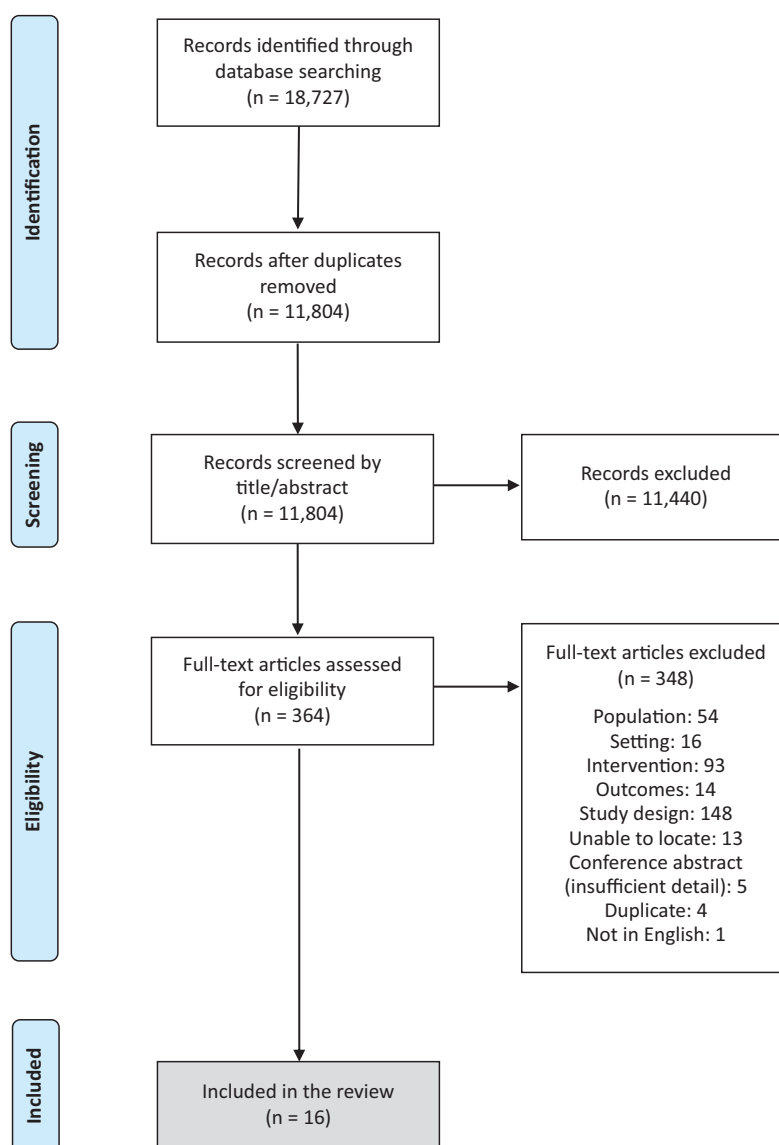 Identification
Records identified through
database searching
(n = 18,727)
Records after duplicates
removed
(n = 11,804)
Screening
Records screened by
title/abstract
(n = 11,804)
Records excluded
(n = 11,440)
Eligibility
Full-text articles assessed
for eligibility
(n = 364)
Full-text articles excluded
(n = 348)
Population: 54
Setting: 16
Intervention: 93
Outcomes: 14
Study design: 148
Unable to locate: 13
Conference abstract
(insufficient detail): 5
Duplicate: 4
Not in English: 1
Included
Included in the review
(n = 16)